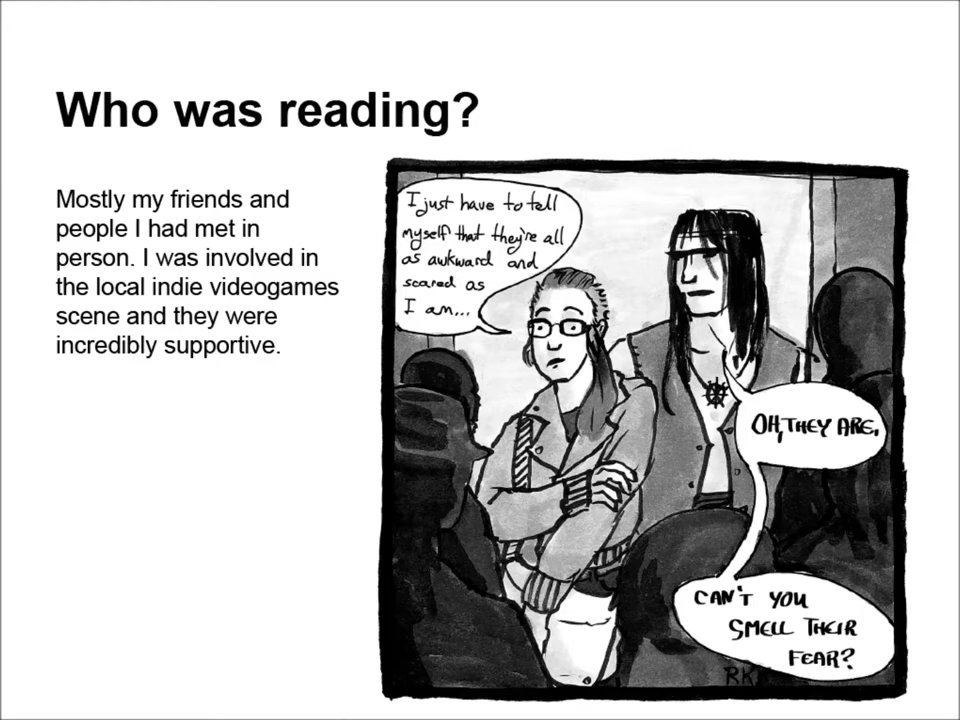 Who was reading?
Mostly my friends and
people I had met in
person. I was involved in
the local indie videogames
scene and they were
incredibly supportive.
I just have to tell
myself that they're all
as awkward and
scared as
I am...
OH, THEY ARE.
CAN'T YOU
SMELL THEIR
FEAR?